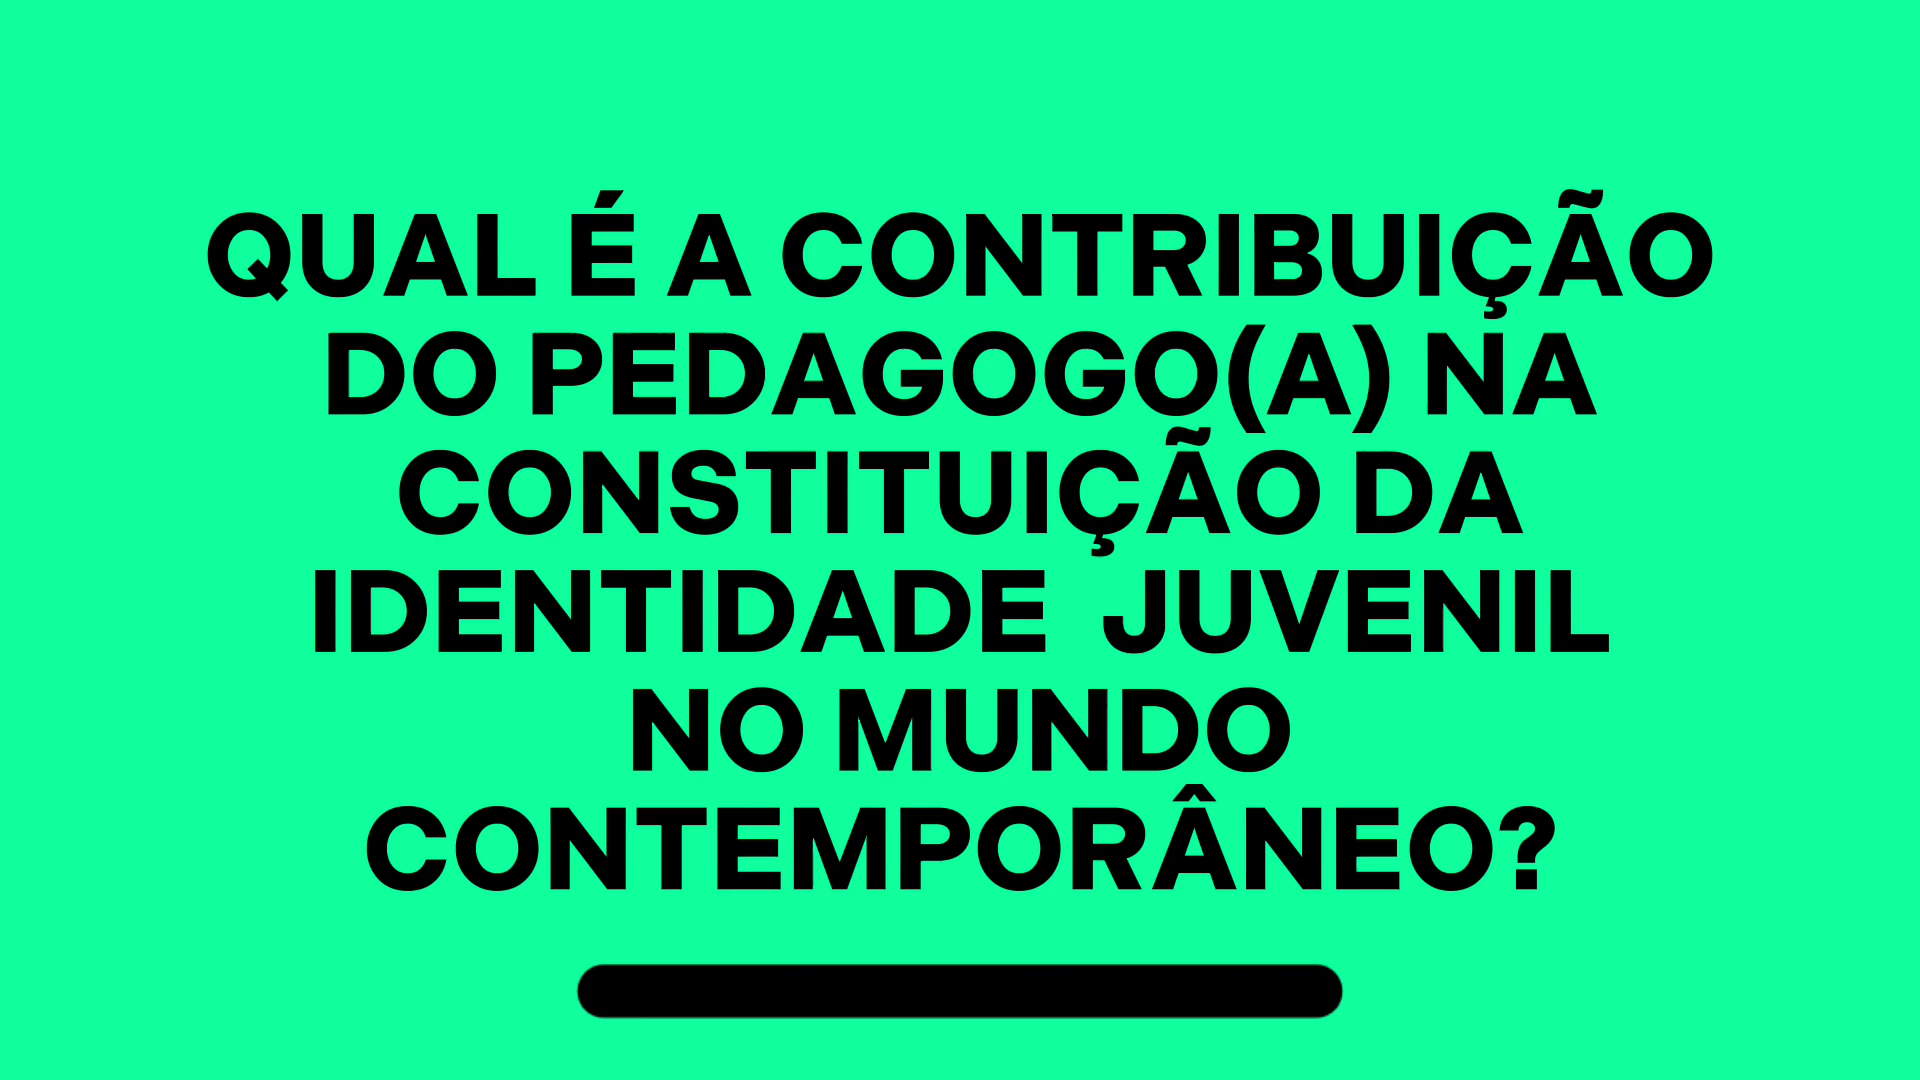 QUAL É A CONTRIBUIÇÃO
DO PEDAGOGO(A) NA
CONSTITUIÇÃO DA
IDENTIDADE  JUVENIL
NO MUNDO
CONTEMPORÂNEO?